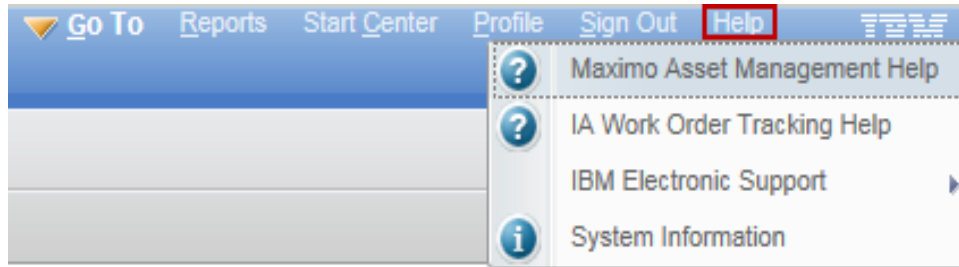 Go To Reports Start Center Profile Sign Out Help IBM
Maximo Asset Management Help
IA Work Order Tracking Help
IBM Electronic Support
System Information